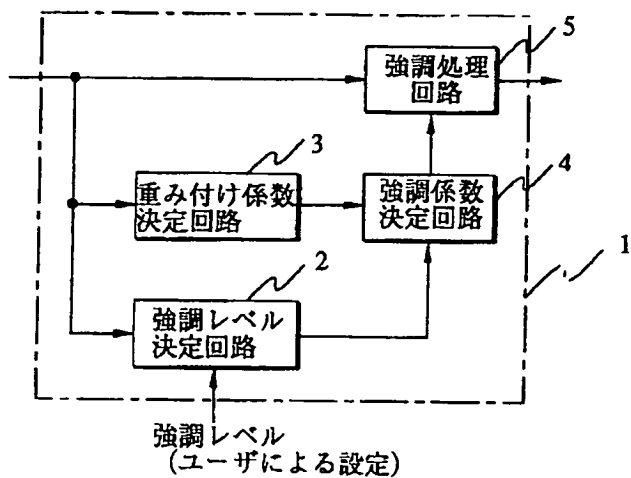 5
強調処理
回路
3
重み付け係数
決定回路
強調係数
決定回路
4
1
2
強調レベル
決定回路
強調レベル
(ユーザによる設定)